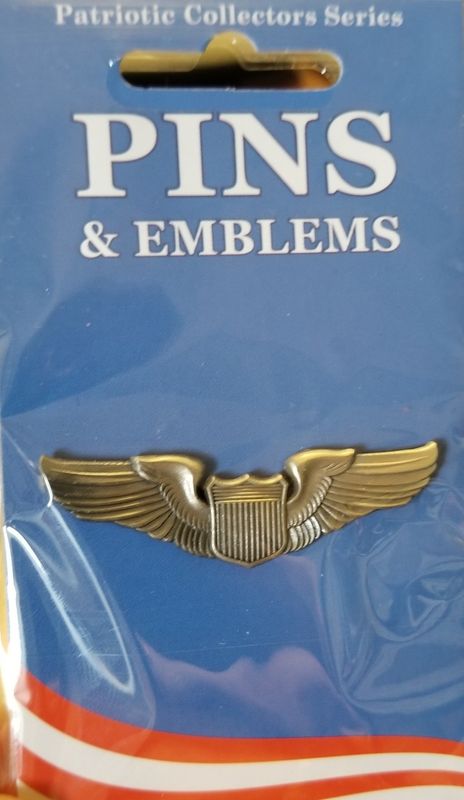 Patriotic Collectors Series
PINS
& EMBLEMS